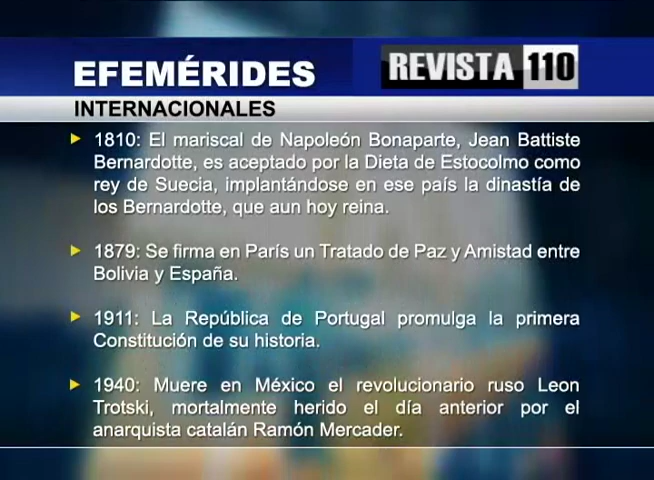 EFEMÉRIDES
REVISTA 110
INTERNACIONALES
1810: El mariscal de Napoleón Bonaparte, Jean Battiste
Bernardotte, es aceptado por la Dieta de Estocolmo como
rey de Suecia, implantándose en ese país la dinastía de
los Bernardotte, que aun hoy reina.
1879: Se firma en París un Tratado de Paz y Amistad entre
Bolivia y España.
1911: La República de Portugal promulga la primera
Constitución de su historia.
1940: Muere en México el revolucionario ruso Leon
Trotski, mortalmente herido el día anterior por el
anarquista catalán Ramón Mercader.